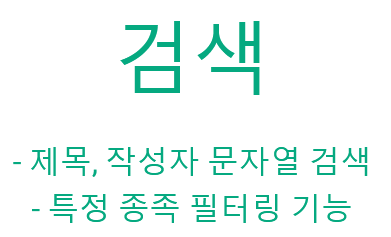 검색
- 제목, 작성자 문자열 검색
- 특정 종족 필터링 기능